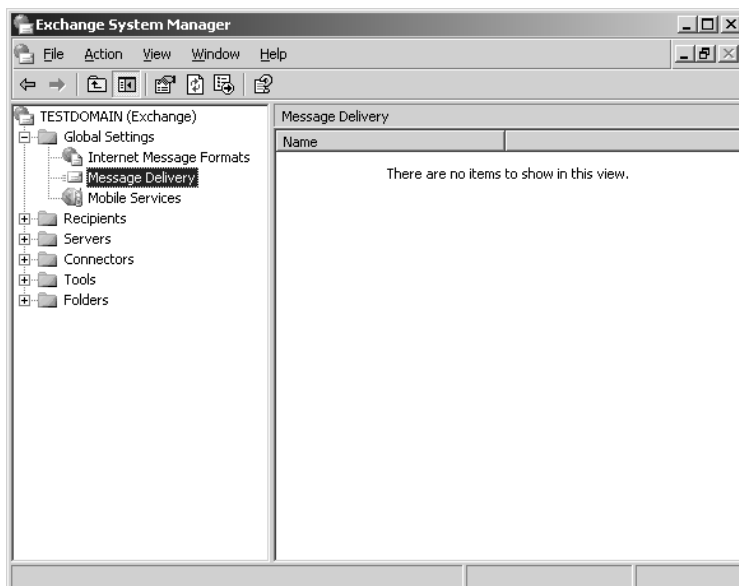 Exchange System Manager
File Action View Window Help
TESTDOMAIN (Exchange)
Global Settings
Internet Message Formats
Message Delivery
Mobile Services
Recipients
Servers
Connectors
Tools
Folders
Message Delivery
Name
There are no items to show in this view.